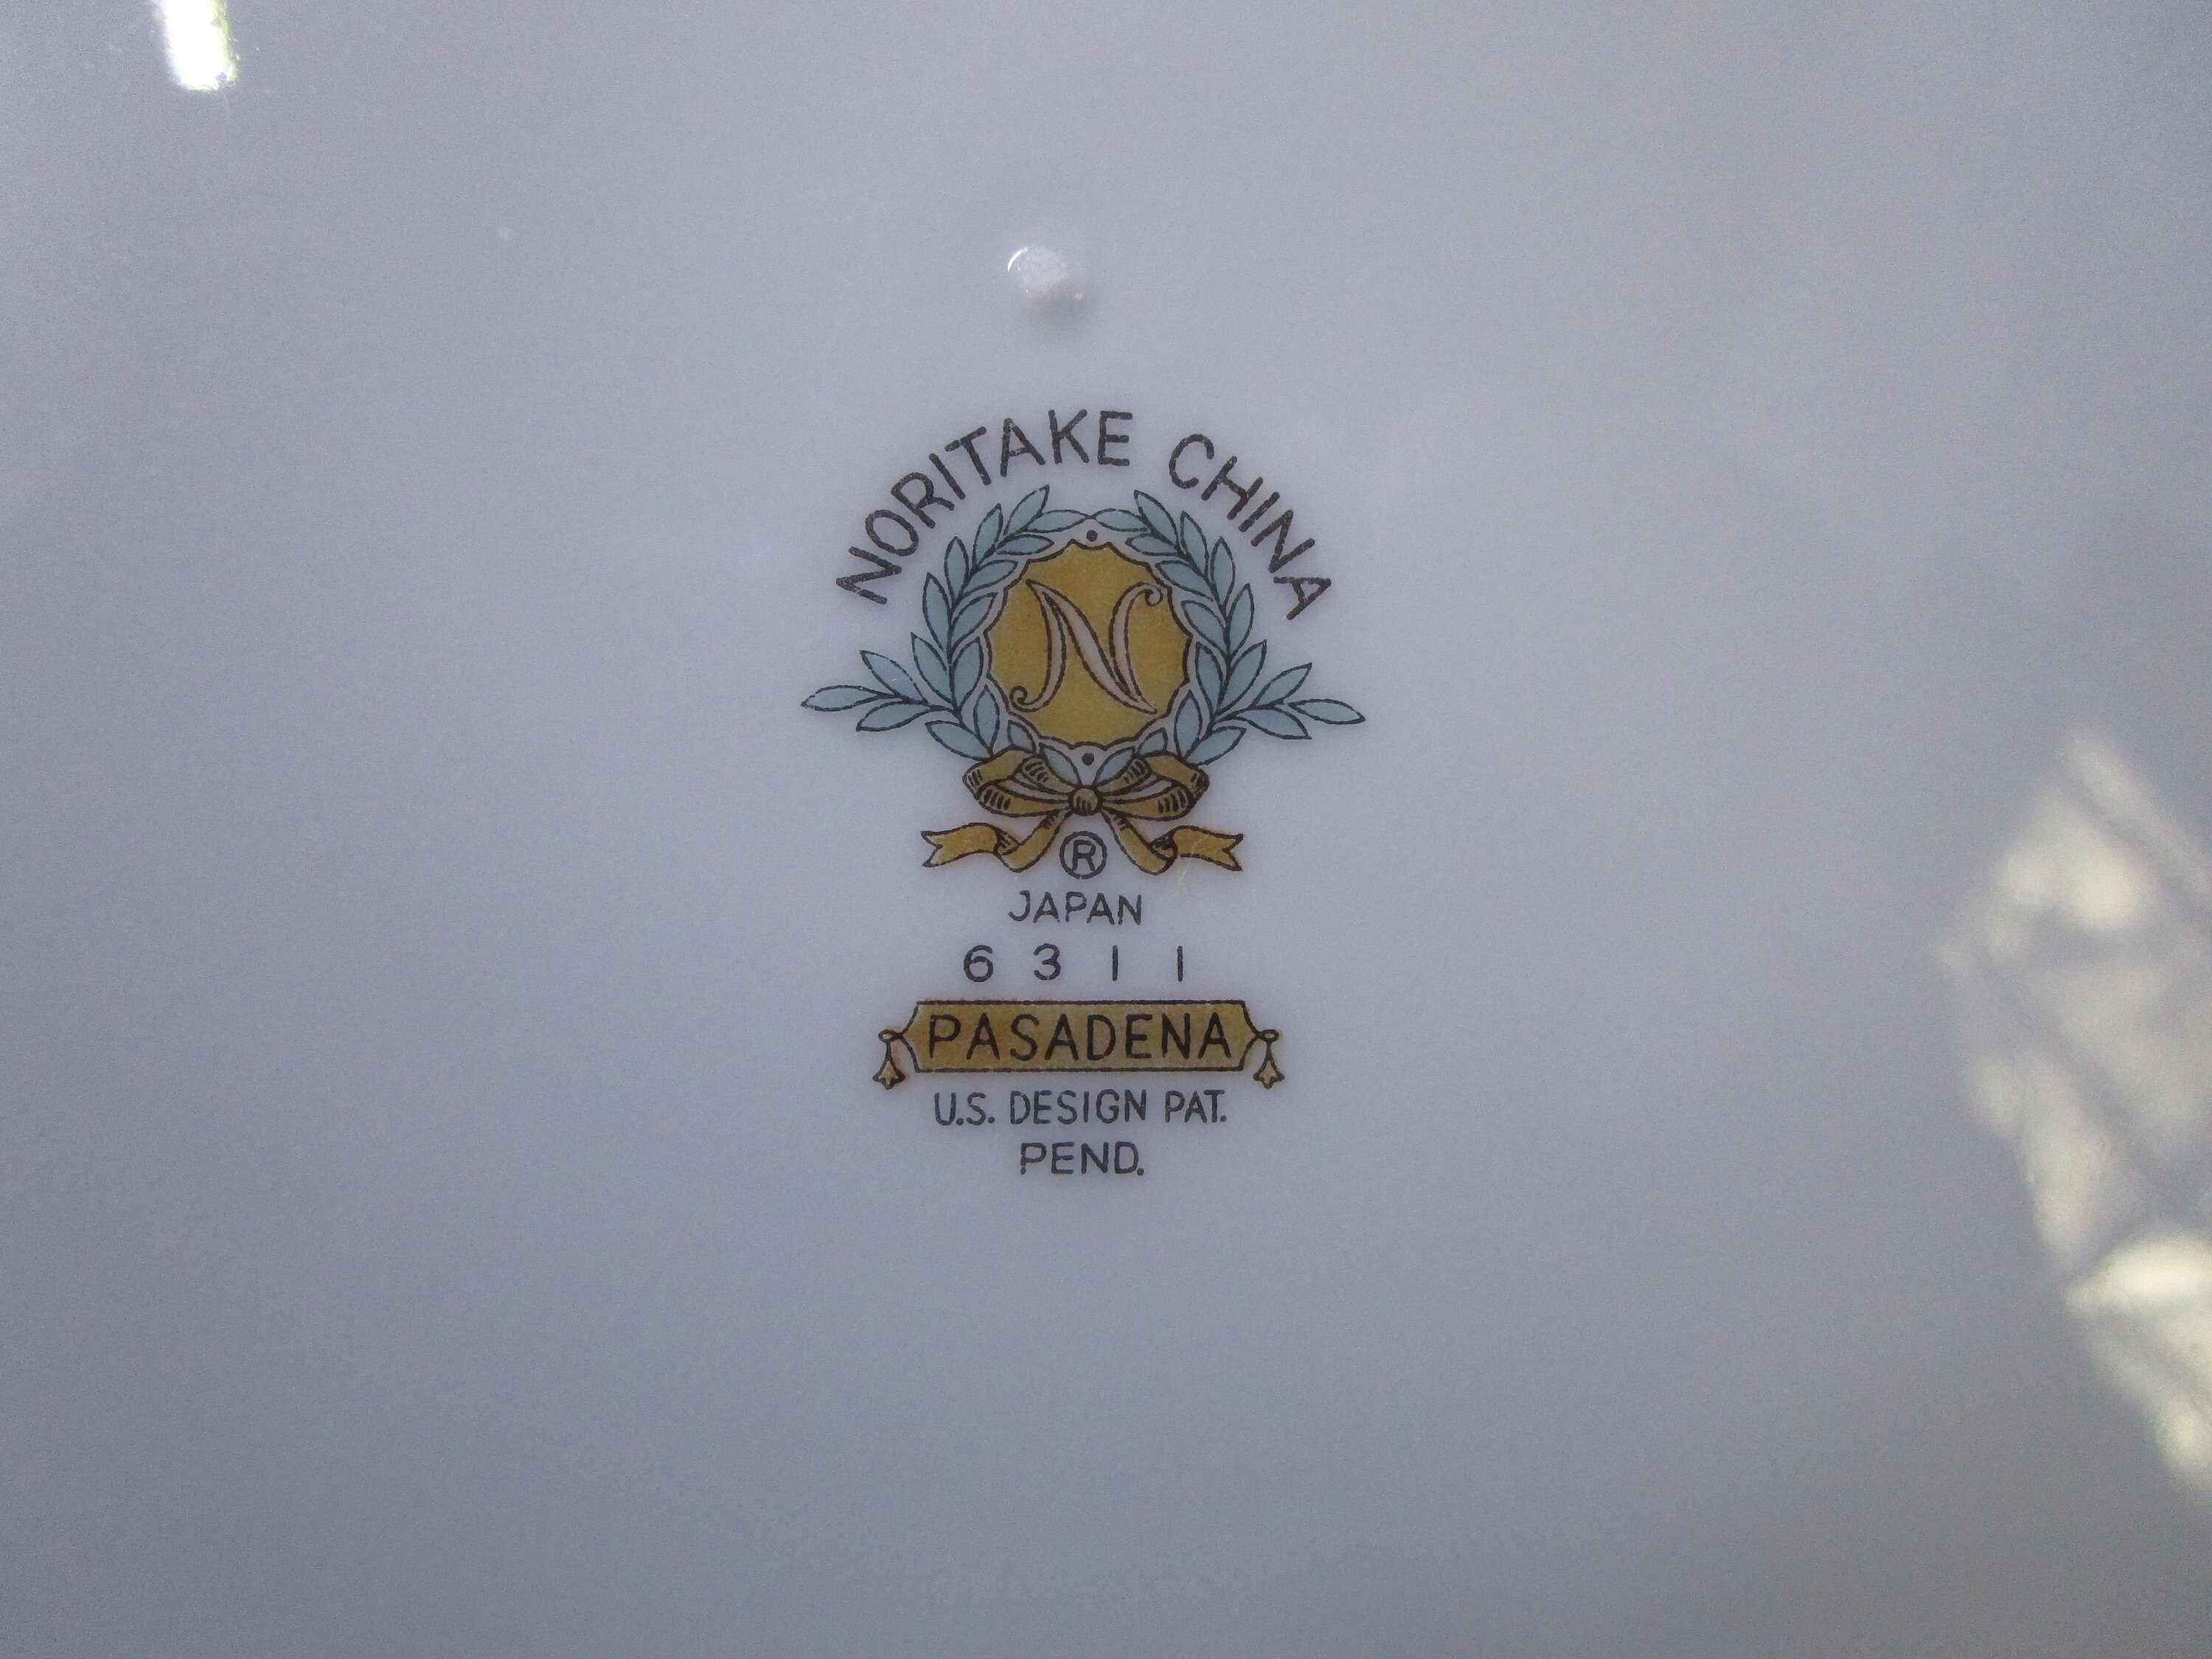 NORITAKE CHINA
N
®
JAPAN
6311
PASADENA
U.S. DESIGN PAT.
PEND.